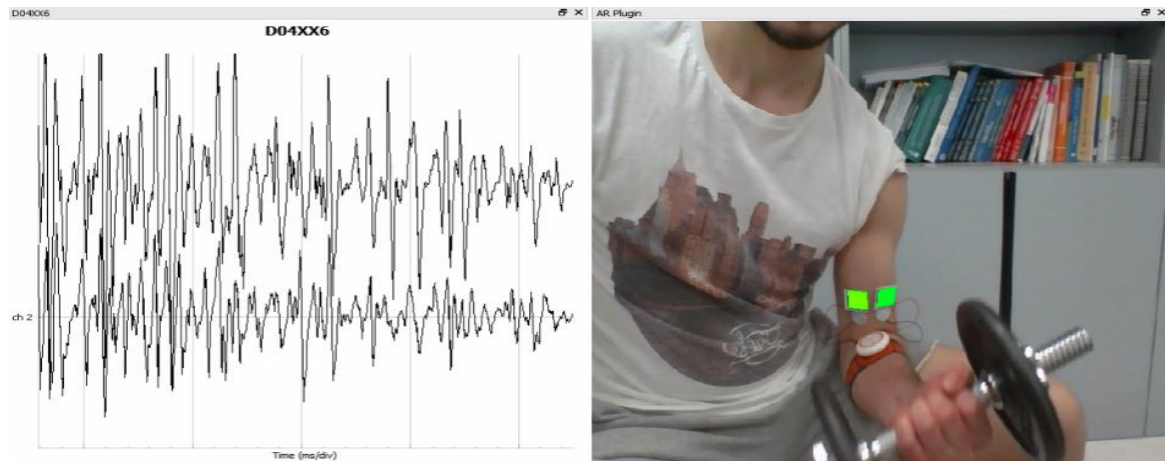 D04XX6
D04XX6
ch 2
Time (ms/div)
AR Plugin